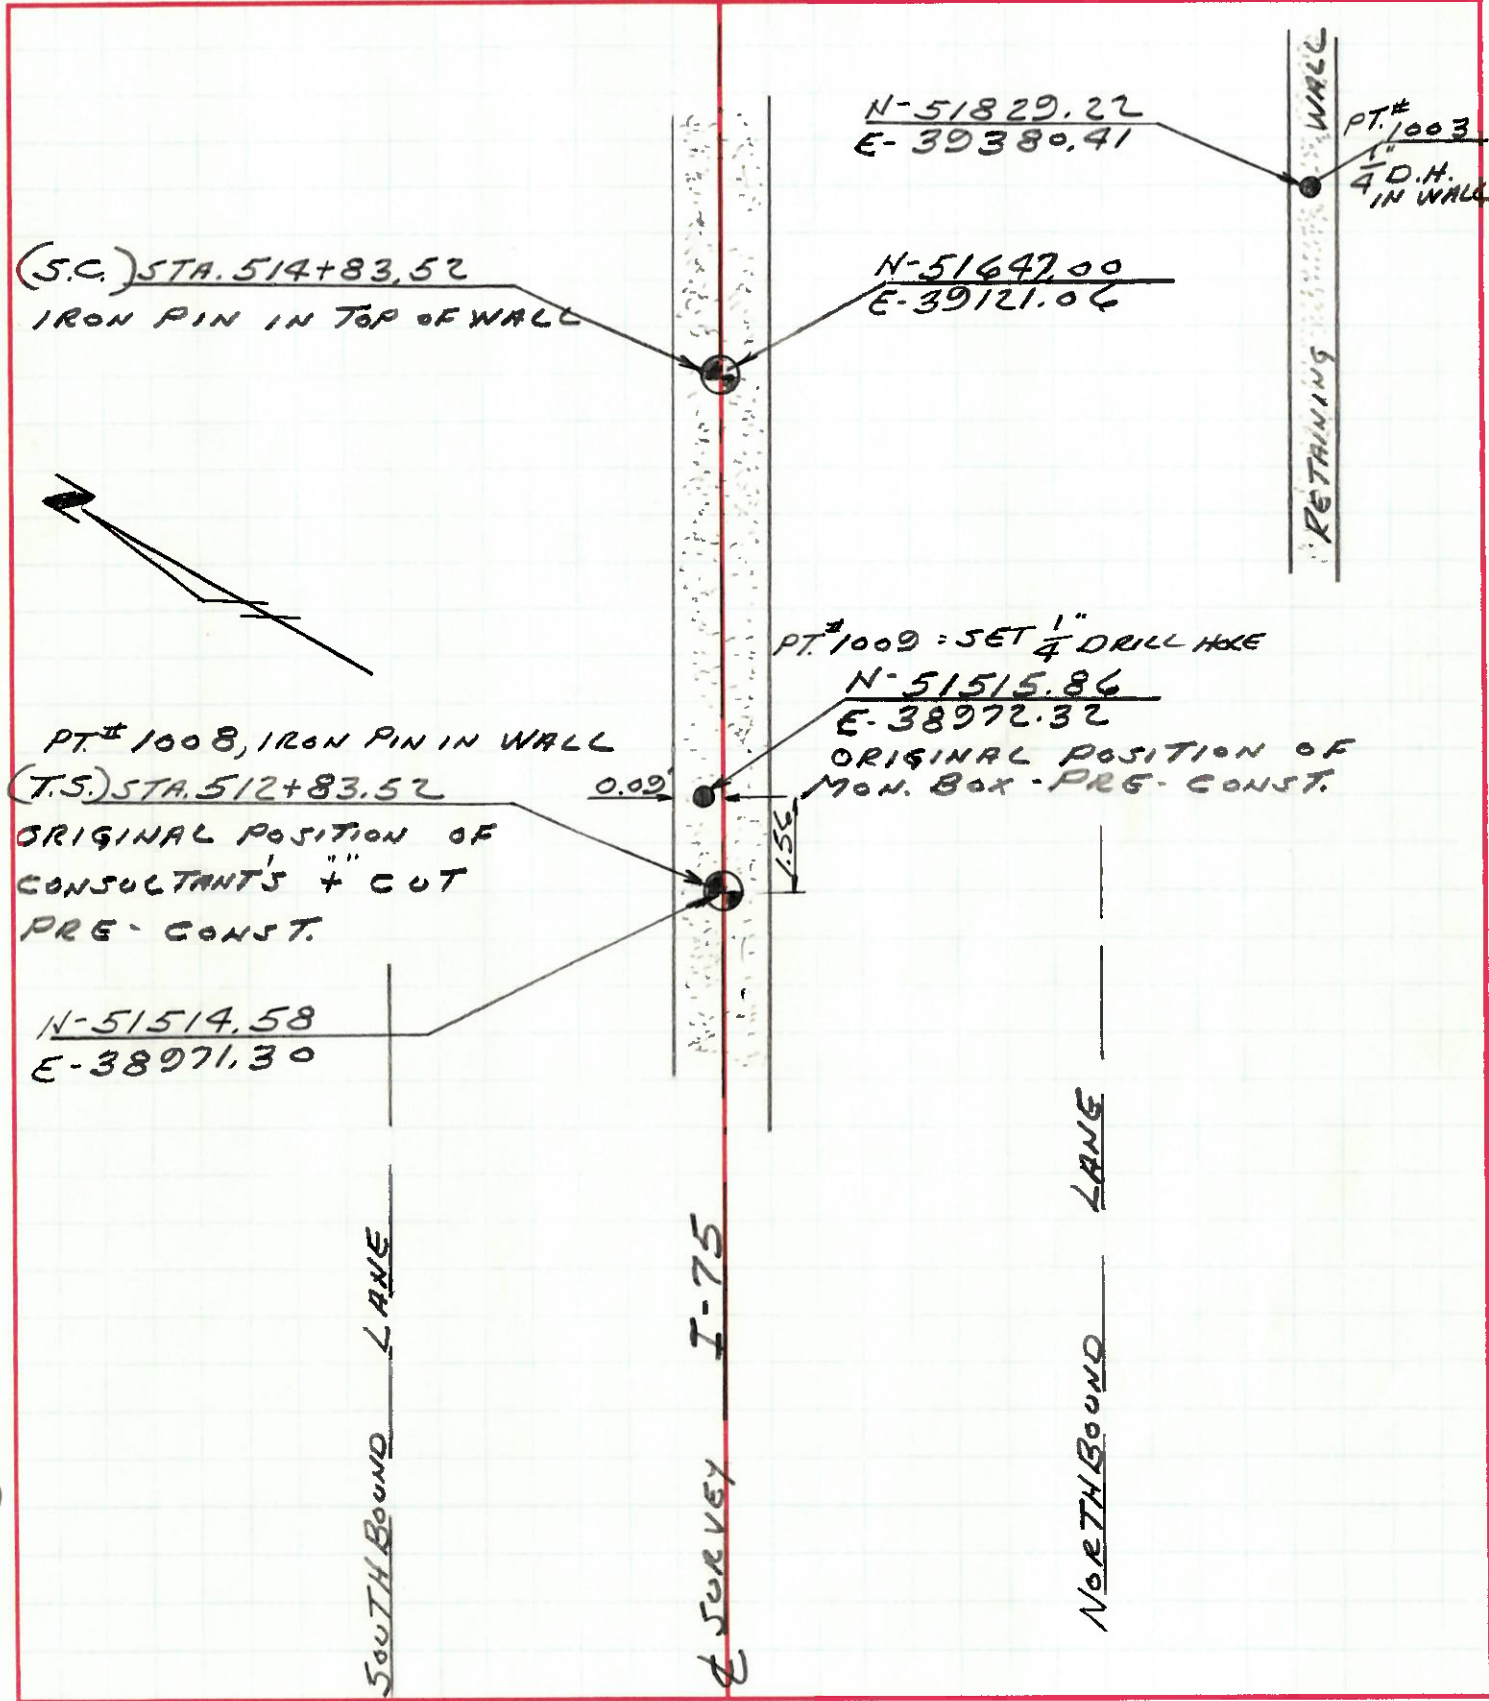 N-51829.22
E-39380.41
PT.# 1003
1/4" D.H.
IN WALL
RETAINING WALL
(S.C.) STA. 514+83.52
IRON PIN IN TOP OF WALL
N-51647.00
E-39121.06
PT.# 1009 = SET 1/4" DRILL HOLE
N-51515.86
E-38972.32
ORIGINAL POSITION OF
MON. BOX - PRE-CONST.
PT.# 1008, IRON PIN IN WALL
(T.S.) STA. 512+83.52
ORIGINAL POSITION OF
CONSULTANT'S "+" CUT
PRE-CONST.
0.09'
1.56
N-51514.58
E-38971.30
SOUTHBOUND LANE
℄ SURVEY I-75
NORTHBOUND LANE